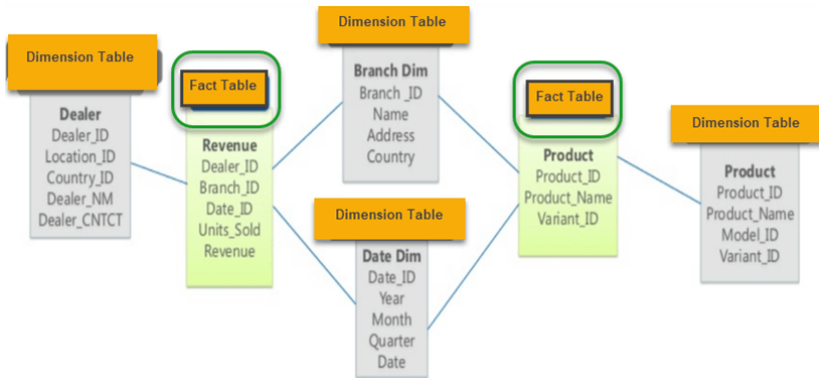 Dimension Table
Dealer
Dealer_ID
Location_ID
Country_ID
Dealer_NM
Dealer_CNTCT
Fact Table
Revenue
Dealer_ID
Branch_ID
Date_ID
Units_Sold
Revenue
Dimension Table
Branch Dim
Branch _ID
Name
Address
Country
Dimension Table
Date Dim
Date_ID
Year
Month
Quarter
Date
Fact Table
Product
Product_ID
Product_Name
Variant_ID
Dimension Table
Product
Product_ID
Product_Name
Model_ID
Variant_ID